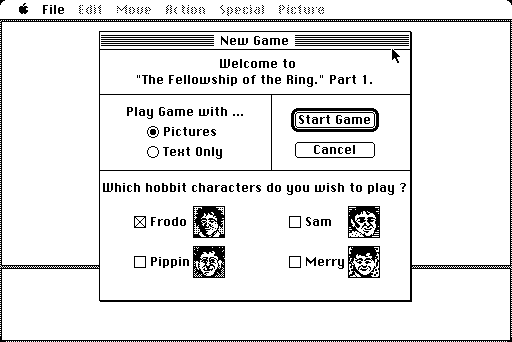 File Edit Move Action Special Picture
New Game
Welcome to
"The Fellowship of the Ring." Part 1.
Play Game with ...
Pictures
Text Only
Start Game
Cancel
Which hobbit characters do you wish to play ?
Frodo
Sam
Pippin
Merry